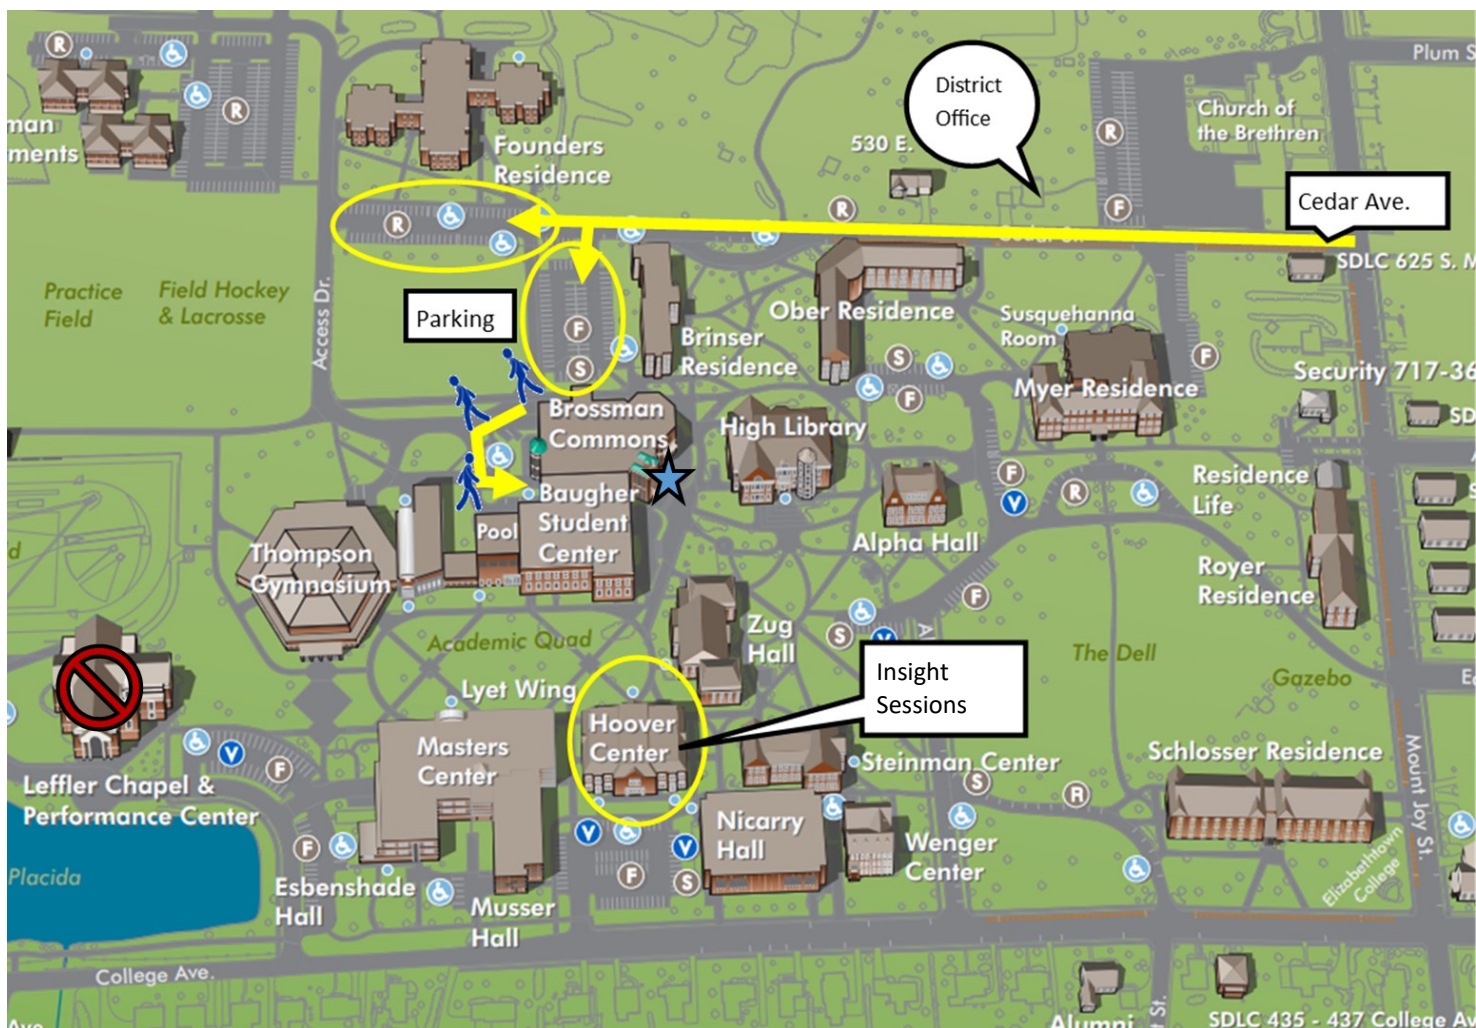 Plum S
R
R
man
ments
Founders
Residence
District
Office
530 E.
R
Church of
the Brethren
Cedar Ave.
R
R
F
SDLC 625 S. M
Practice
Field
Field Hockey
& Lacrosse
Access Dr.
Parking
F
S
Brinser
Residence
Ober Residence
Susquehanna
Room
Myer Residence
S
F
F
Security 717-36
SD
Brossman
Commons
High Library
Baugher
Student
Center
Pool
Thompson
Gymnasium
Alpha Hall
F
V
R
Residence
Life
Royer
Residence
d
Academic Quad
Zug
Hall
F
S
V
A
The Dell
Gazebo
Insight
Sessions
Lyet Wing
Hoover
Center
Masters
Center
Steinman Center
S
R
Schlosser Residence
Mount Joy St.
V
F
Leffler Chapel &
Performance Center
Placida
F
Esbenshade
Hall
Musser
Hall
V
V
F
S
Nicarry
Hall
Wenger
Center
Elizabethtown
College
College Ave.
Ave
Alumni
t St.
SDLC 435 - 437 College Av